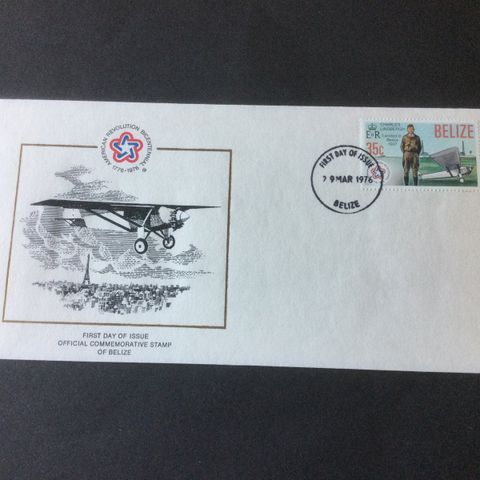 AMERICAN REVOLUTION BICENTENNIAL
1776-1976
FIRST DAY OF ISSUE
OFFICIAL COMMEMORATIVE STAMP
OF BELIZE
CHARLES
LINDBERGH
BELIZE
E II R
35c
FIRST DAY OF ISSUE
29 MAR 1976
BELIZE